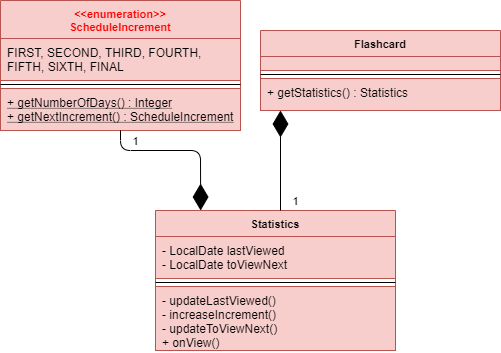 <<enumeration>>
ScheduleIncrement
FIRST, SECOND, THIRD, FOURTH,
FIFTH, SIXTH, FINAL
+ getNumberOfDays() : Integer
+ getNextIncrement() : ScheduleIncrement
1
Flashcard
+ getStatistics() : Statistics
1
Statistics
- LocalDate lastViewed
- LocalDate toViewNext
- updateLastViewed()
- increaseIncrement()
- updateToViewNext()
+ onView()